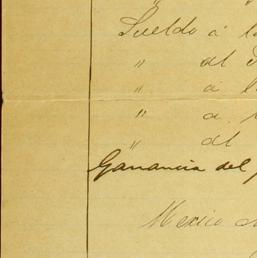 Sueldo á
" al
" á
" á
" al
Ganancia del
Mexico